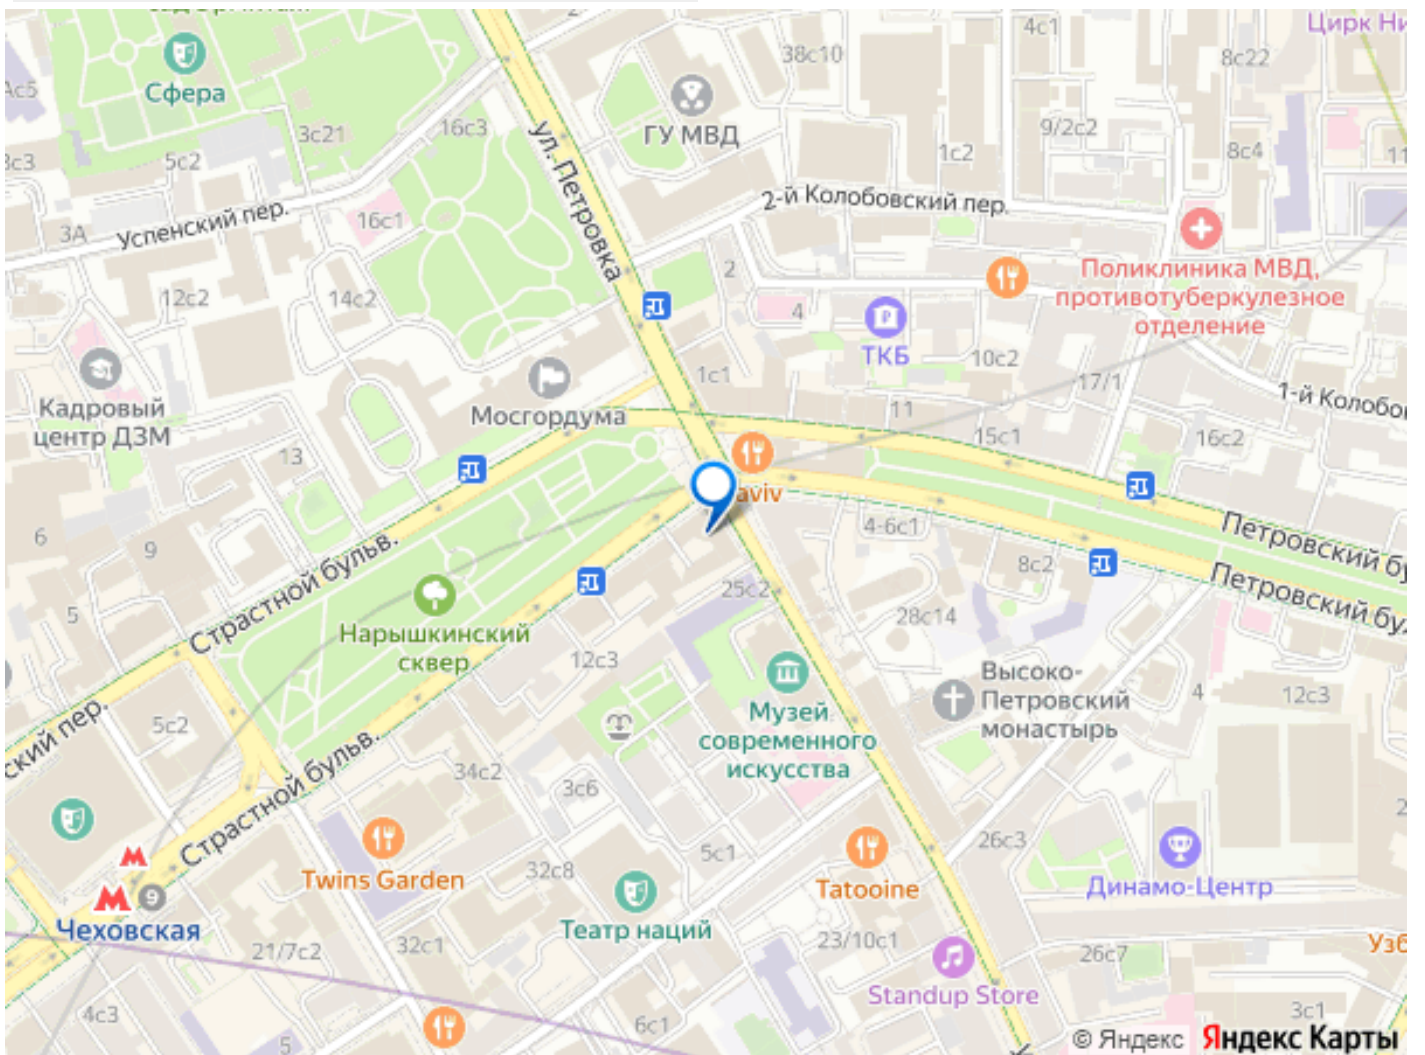 Цирк Ни
4с1
38с10
8с22
Сфера
ГУ МВД
3с21
16с3
9/2с2
5с2
1с2
8с4
11
ул. Петровка
2-й Колобовский пер.
Успенский пер.
16с1
3А
Поликлиника МВД,
противотуберкулезное
отделение
2
12с2
14с2
4
ТКБ
10с2
1с1
17/1
1-й Колобов
Кадровый
центр ДЗМ
Мосгордума
11
15с1
16с2
13
aviv
6
9
4-6с1
Петровский бу
Страстной бульв.
8с2
Петровский бул
25с2
5
28с14
Нарышкинский
сквер
12с3
Высоко-
Петровский
монастырь
4
12с3
Музей
современного
искусства
ский пер.
5с2
Страстной бульв.
34с2
3с6
26с3
5с1
32с8
Twins Garden
Tatooine
Динамо-Центр
9
Чеховская
Театр наций
21/7с2
32с1
23/10с1
26с7
Узб
Standup Store
4с3
6с1
3с1
5
© Яндекс
Яндекс Карты